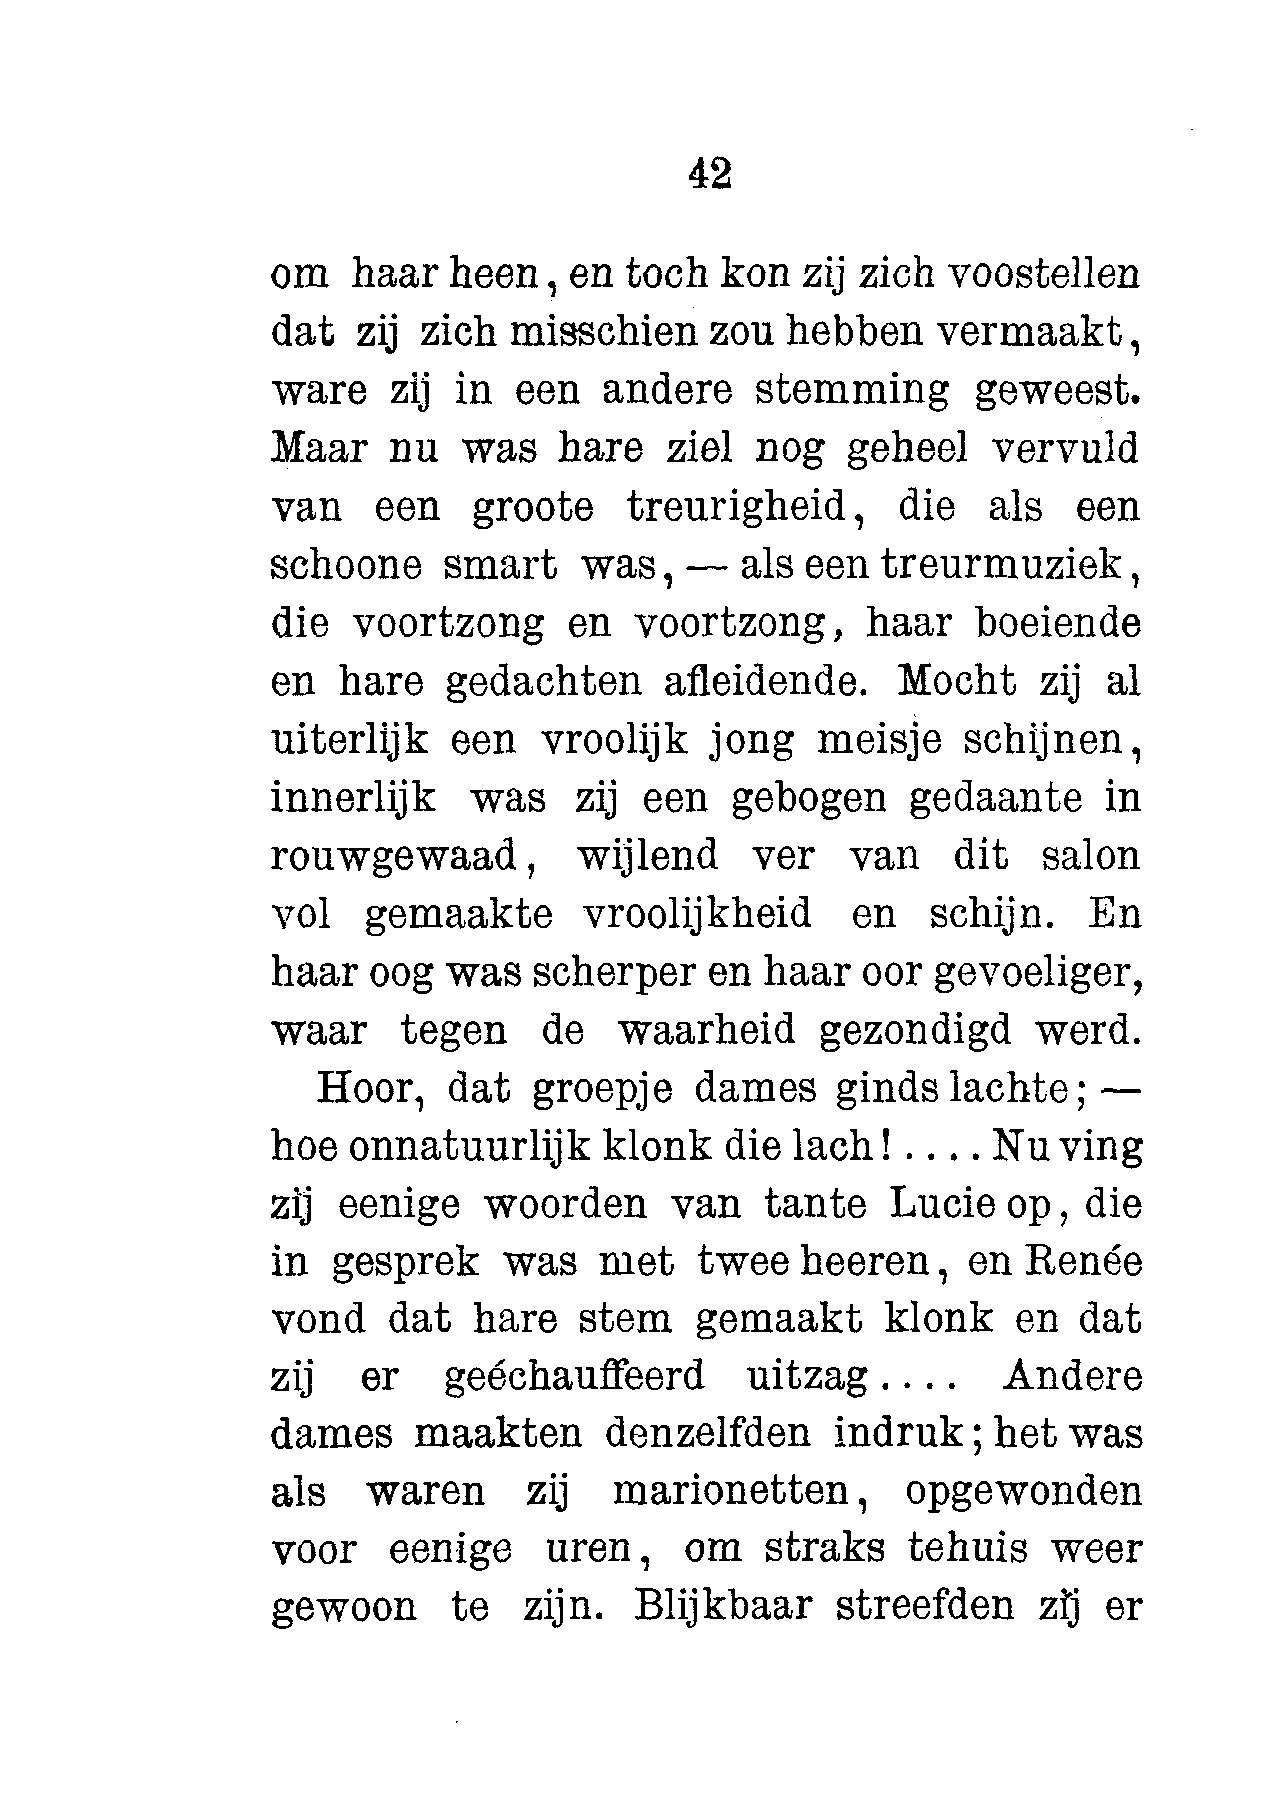 42
om haar heen, en toch kon zij zich voostellen
dat zij zich misschien zou hebben vermaakt,
ware zij in een andere stemming geweest.
Maar nu was hare ziel nog geheel vervuld
van een groote treurigheid, die als een
schoone smart was, — als een treurmuziek,
die voortzong en voortzong, haar boeiende
en hare gedachten afleidende. Mocht zij al
uiterlijk een vroolijk jong meisje schijnen,
innerlijk was zij een gebogen gedaante in
rouwgewaad, wijlend ver van dit salon
vol gemaakte vroolijkheid en schijn. En
haar oog was scherper en haar oor gevoeliger,
waar tegen de waarheid gezondigd werd.
Hoor, dat groepje dames ginds lachte; —
hoe onnatuurlijk klonk die lach! .... Nu ving
zij eenige woorden van tante Lucie op, die
in gesprek was met twee heeren, en Renée
vond dat hare stem gemaakt klonk en dat
zij er geéchauffeerd uitzag .... Andere
dames maakten denzelfden indruk; het was
als waren zij marionetten, opgewonden
voor eenige uren, om straks tehuis weer
gewoon te zijn. Blijkbaar streefden zij er